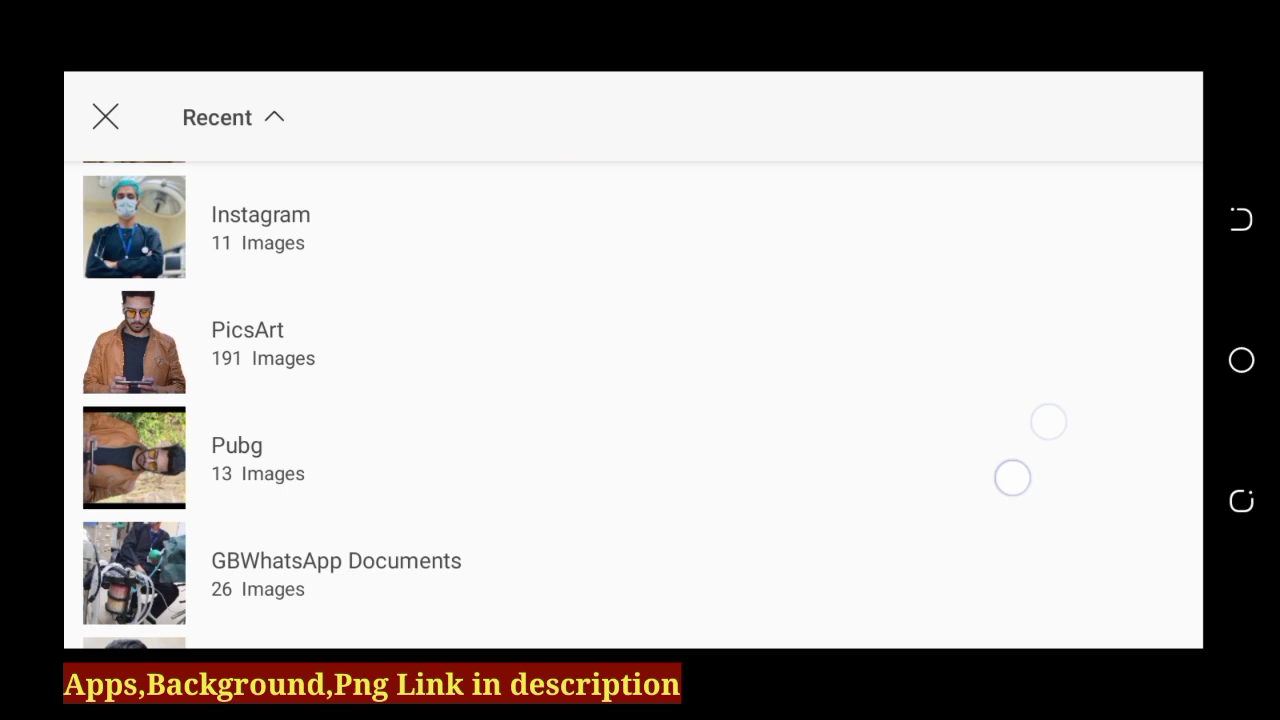 Recent
Instagram
11 Images
PicsArt
191 Images
Pubg
13 Images
GBWhatsApp Documents
26 Images
Apps,Background,Png Link in description